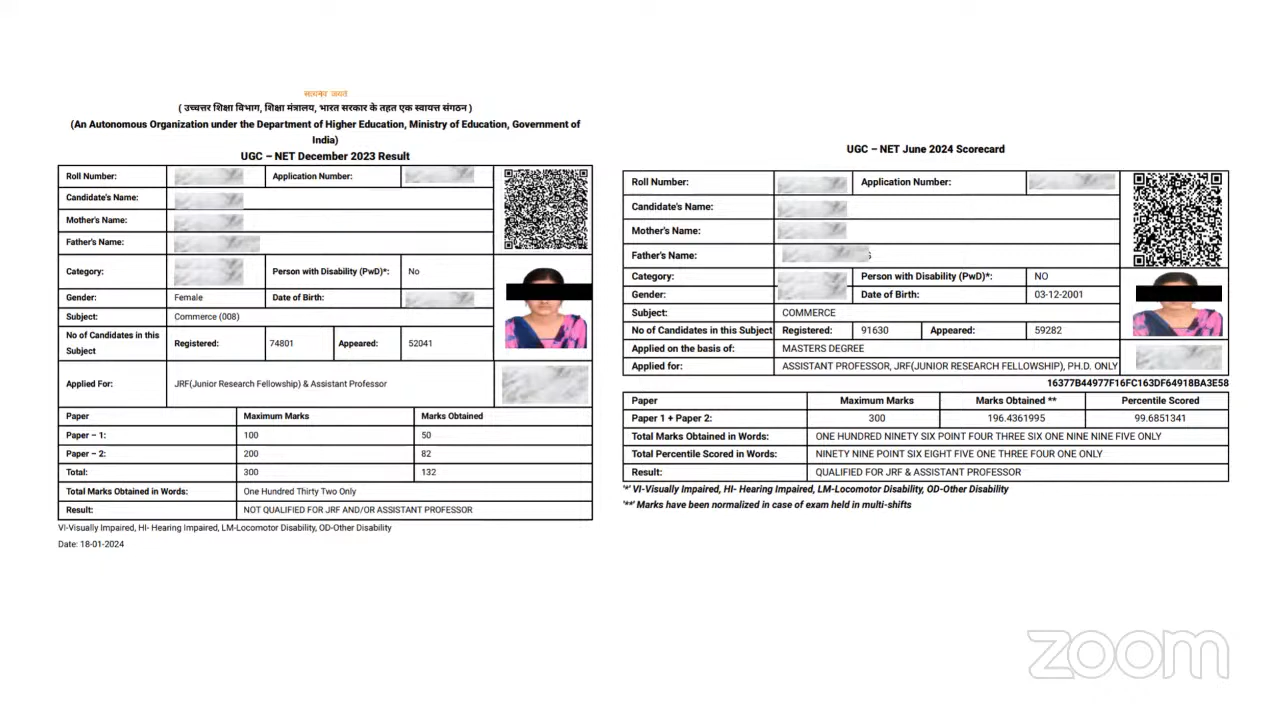 सत्यमेव जयते
( उच्चत्तर शिक्षा विभाग, शिक्षा मंत्रालय, भारत सरकार के तहत एक स्वायत्त संगठन )
(An Autonomous Organization under the Department of Higher Education, Ministry of Education, Government of
India)
UGC – NET December 2023 Result
Roll Number: Application Number:
Candidate's Name:
Mother's Name:
Father's Name:
Category: Person with Disability (PwD)*: No
Gender: Female Date of Birth:
Subject: Commerce (008)
No of Candidates in this
Subject
Registered: 74801 Appeared: 52041
Applied For: JRF(Junior Research Fellowship) & Assistant Professor
Paper Maximum Marks Marks Obtained
Paper – 1: 100 50
Paper – 2: 200 82
Total: 300 132
Total Marks Obtained in Words: One Hundred Thirty Two Only
Result: NOT QUALIFIED FOR JRF AND/OR ASSISTANT PROFESSOR
VI-Visually Impaired, HI- Hearing Impaired, LM-Locomotor Disability, OD-Other Disability
Date: 18-01-2024
UGC – NET June 2024 Scorecard
Roll Number: Application Number:
Candidate's Name:
Mother's Name:
Father's Name:
Category: Person with Disability (PwD)*: NO
Gender: Date of Birth: 03-12-2001
Subject: COMMERCE
No of Candidates in this Subject Registered: 91630 Appeared: 59282
Applied on the basis of: MASTERS DEGREE
Applied for: ASSISTANT PROFESSOR, JRF(JUNIOR RESEARCH FELLOWSHIP), PH.D. ONLY
16377B44977F16FC163DF64918BA3E58
Paper Maximum Marks Marks Obtained ** Percentile Scored
Paper 1 + Paper 2: 300 196.4361995 99.6851341
Total Marks Obtained in Words: ONE HUNDRED NINETY SIX POINT FOUR THREE SIX ONE NINE NINE FIVE ONLY
Total Percentile Scored in Words: NINETY NINE POINT SIX EIGHT FIVE ONE THREE FOUR ONE ONLY
Result: QUALIFIED FOR JRF & ASSISTANT PROFESSOR
'*' VI-Visually Impaired, HI- Hearing Impaired, LM-Locomotor Disability, OD-Other Disability
'**' Marks have been normalized in case of exam held in multi-shifts
zoom